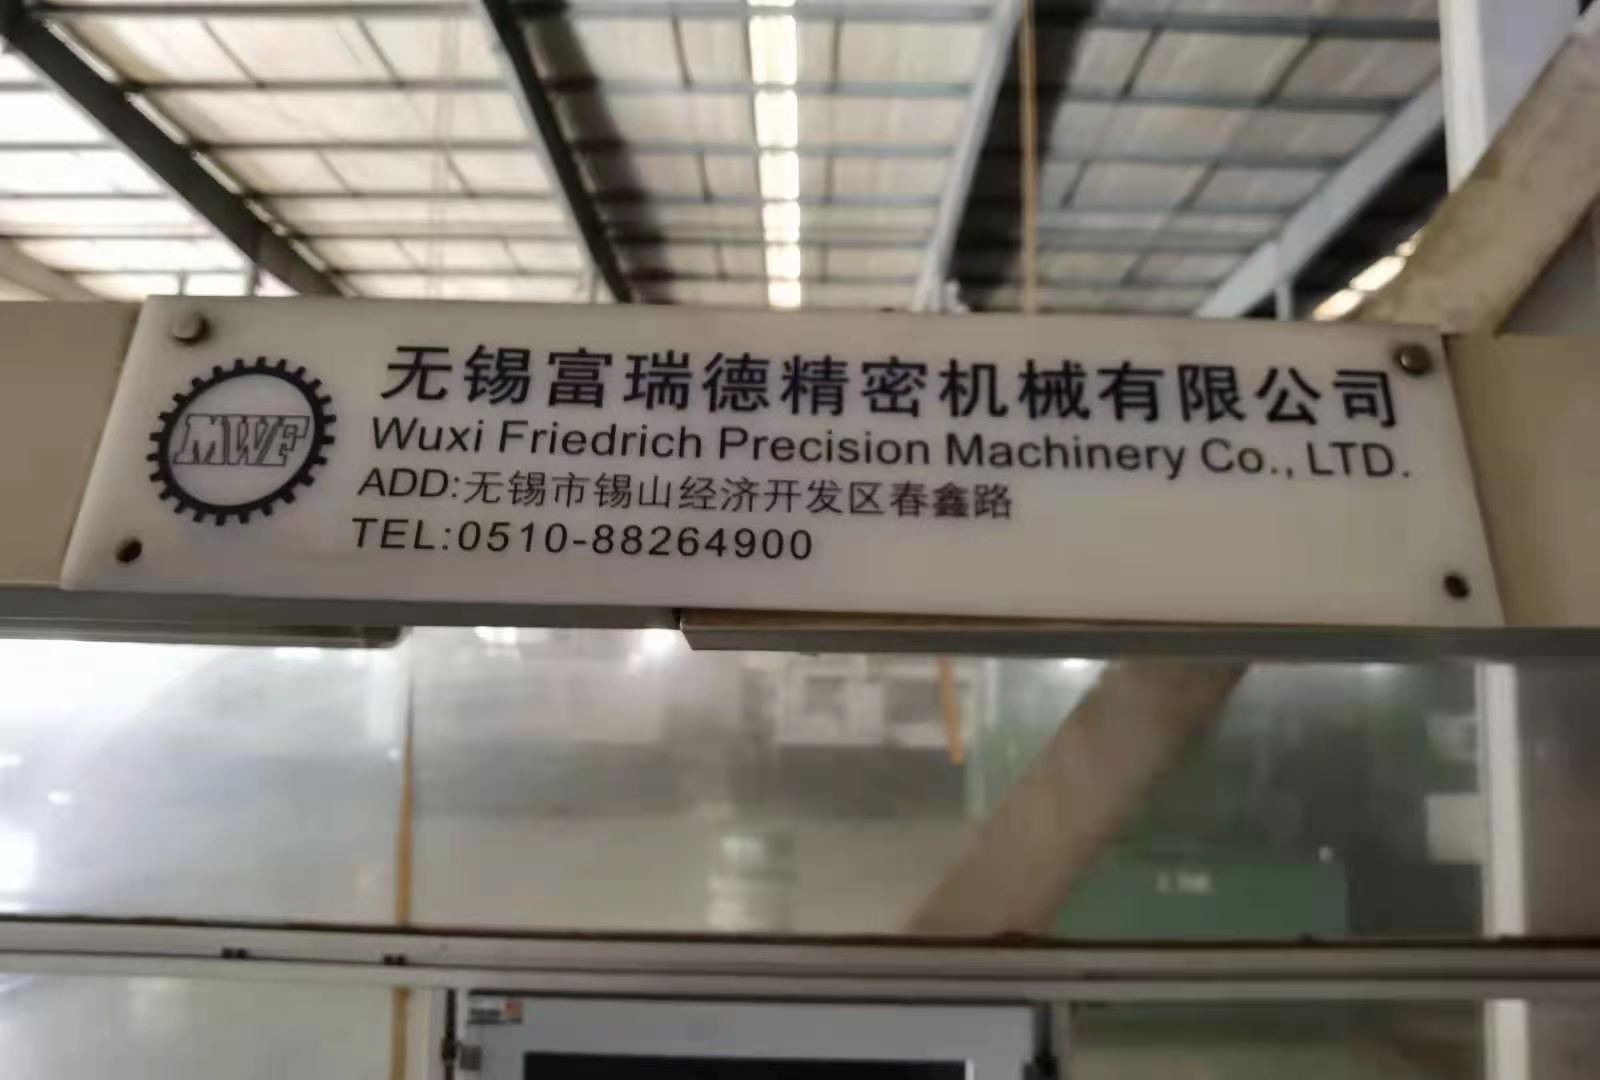 MWF
无锡富瑞德精密机械有限公司
Wuxi Friedrich Precision Machinery Co., LTD.
ADD:无锡市锡山经济开发区春鑫路
TEL:0510-88264900